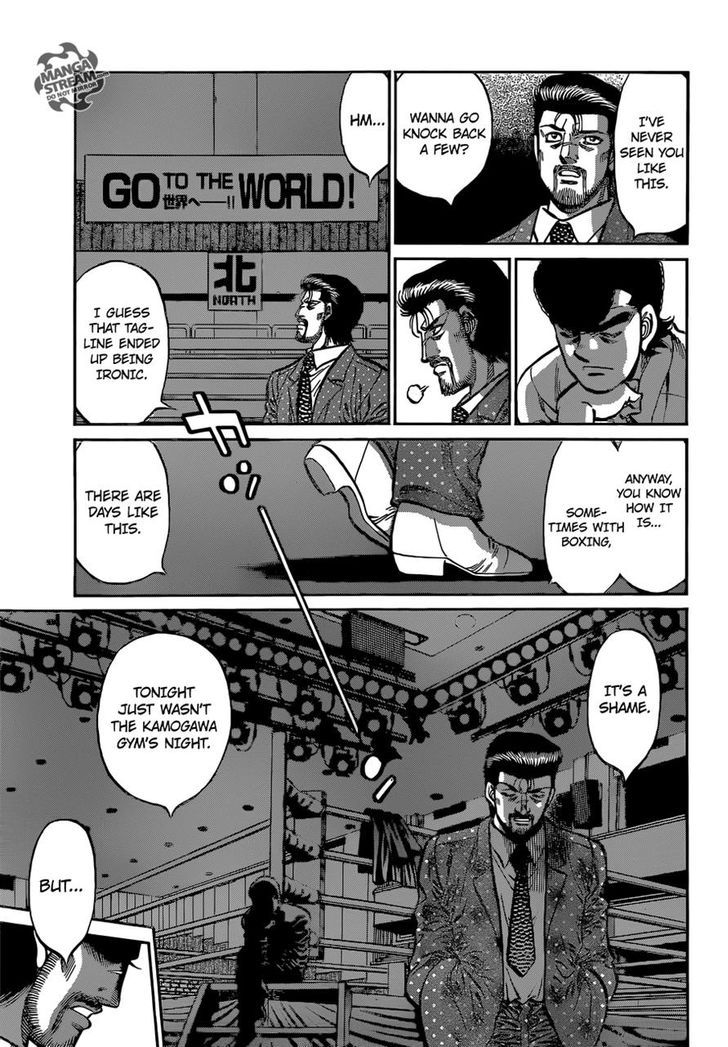 MANGA
STREAM.com
DO NOT MIRROR
I'VE
NEVER
SEEN YOU
LIKE
THIS.
WANNA GO
KNOCK BACK
A FEW?
HM...
GO TO THE WORLD!
世界へ──!!
北
NORTH
I GUESS
THAT TAG-
LINE ENDED
UP BEING
IRONIC.
ANYWAY,
YOU KNOW
HOW IT
IS...
SOME-
TIMES WITH
BOXING,
THERE ARE
DAYS LIKE
THIS.
カッ
IT'S A
SHAME.
TONIGHT
JUST WASN'T
THE KAMOGAWA
GYM'S NIGHT.
BUT...